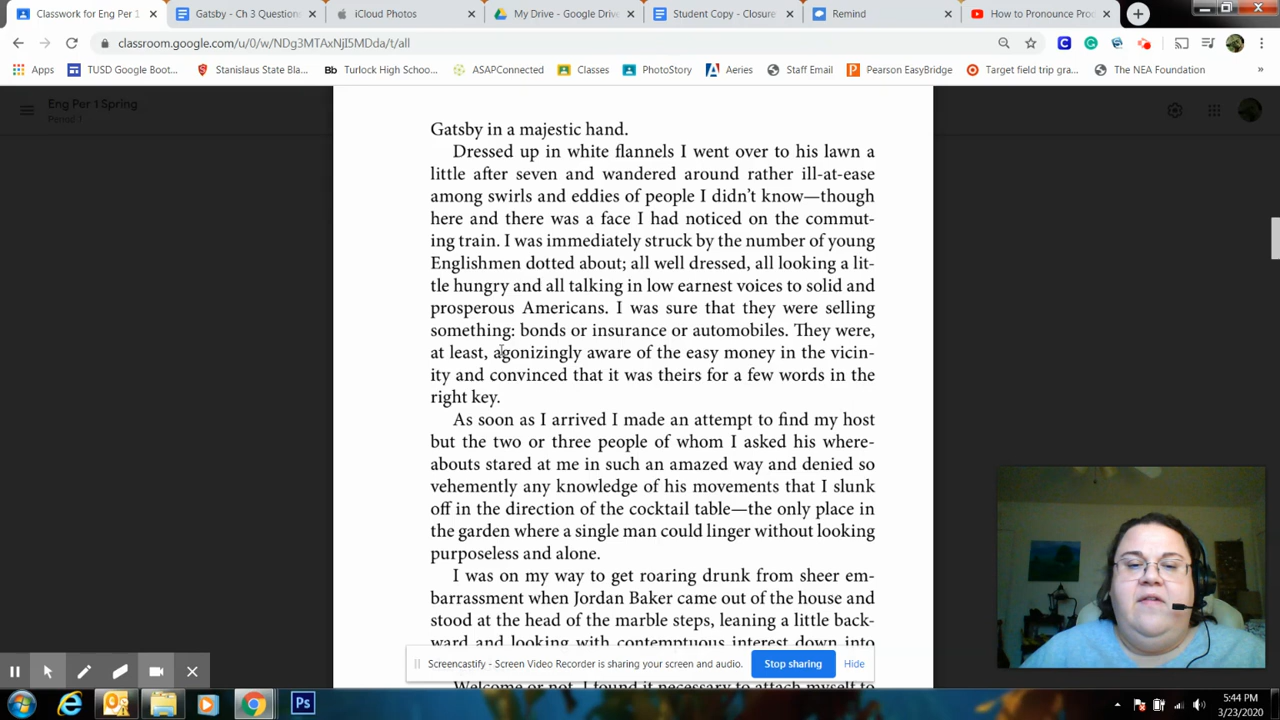 Classroom for Eng Per 1
Gatsby - Ch 3 Question
iCloud Photos
My Drive - Google Drive
Student Copy - Closure
Remind
How to Pronounce Proc
classroom.google.com/u/0/w/NDg3MTAxNjI5MDda/t/all
Apps
TUSD Google Boot...
Stanislaus State Bla...
Bb Turlock High Schoo...
ASAPConnected
Classes
PhotoStory
Aeries
Staff Email
Pearson EasyBridge
Target field trip gra...
The NEA Foundation
»
Eng Per 1 Spring
Period 1
Gatsby in a majestic hand.
Dressed up in white flannels I went over to his lawn a
little after seven and wandered around rather ill-at-ease
among swirls and eddies of people I didn't know—though
here and there was a face I had noticed on the commut-
ing train. I was immediately struck by the number of young
Englishmen dotted about; all well dressed, all looking a lit-
tle hungry and all talking in low earnest voices to solid and
prosperous Americans. I was sure that they were selling
something: bonds or insurance or automobiles. They were,
at least, agonizingly aware of the easy money in the vicin-
ity and convinced that it was theirs for a few words in the
right key.
As soon as I arrived I made an attempt to find my host
but the two or three people of whom I asked his where-
abouts stared at me in such an amazed way and denied so
vehemently any knowledge of his movements that I slunk
off in the direction of the cocktail table—the only place in
the garden where a single man could linger without looking
purposeless and alone.
I was on my way to get roaring drunk from sheer em-
barrassment when Jordan Baker came out of the house and
stood at the head of the marble steps, leaning a little back-
ward and looking with contemptuous interest down into
Screencastify - Screen Video Recorder is sharing your screen and audio.
Stop sharing
Hide
Welcome or not, I found it necessary to attach myself to
Ps
5:44 PM
3/23/2020